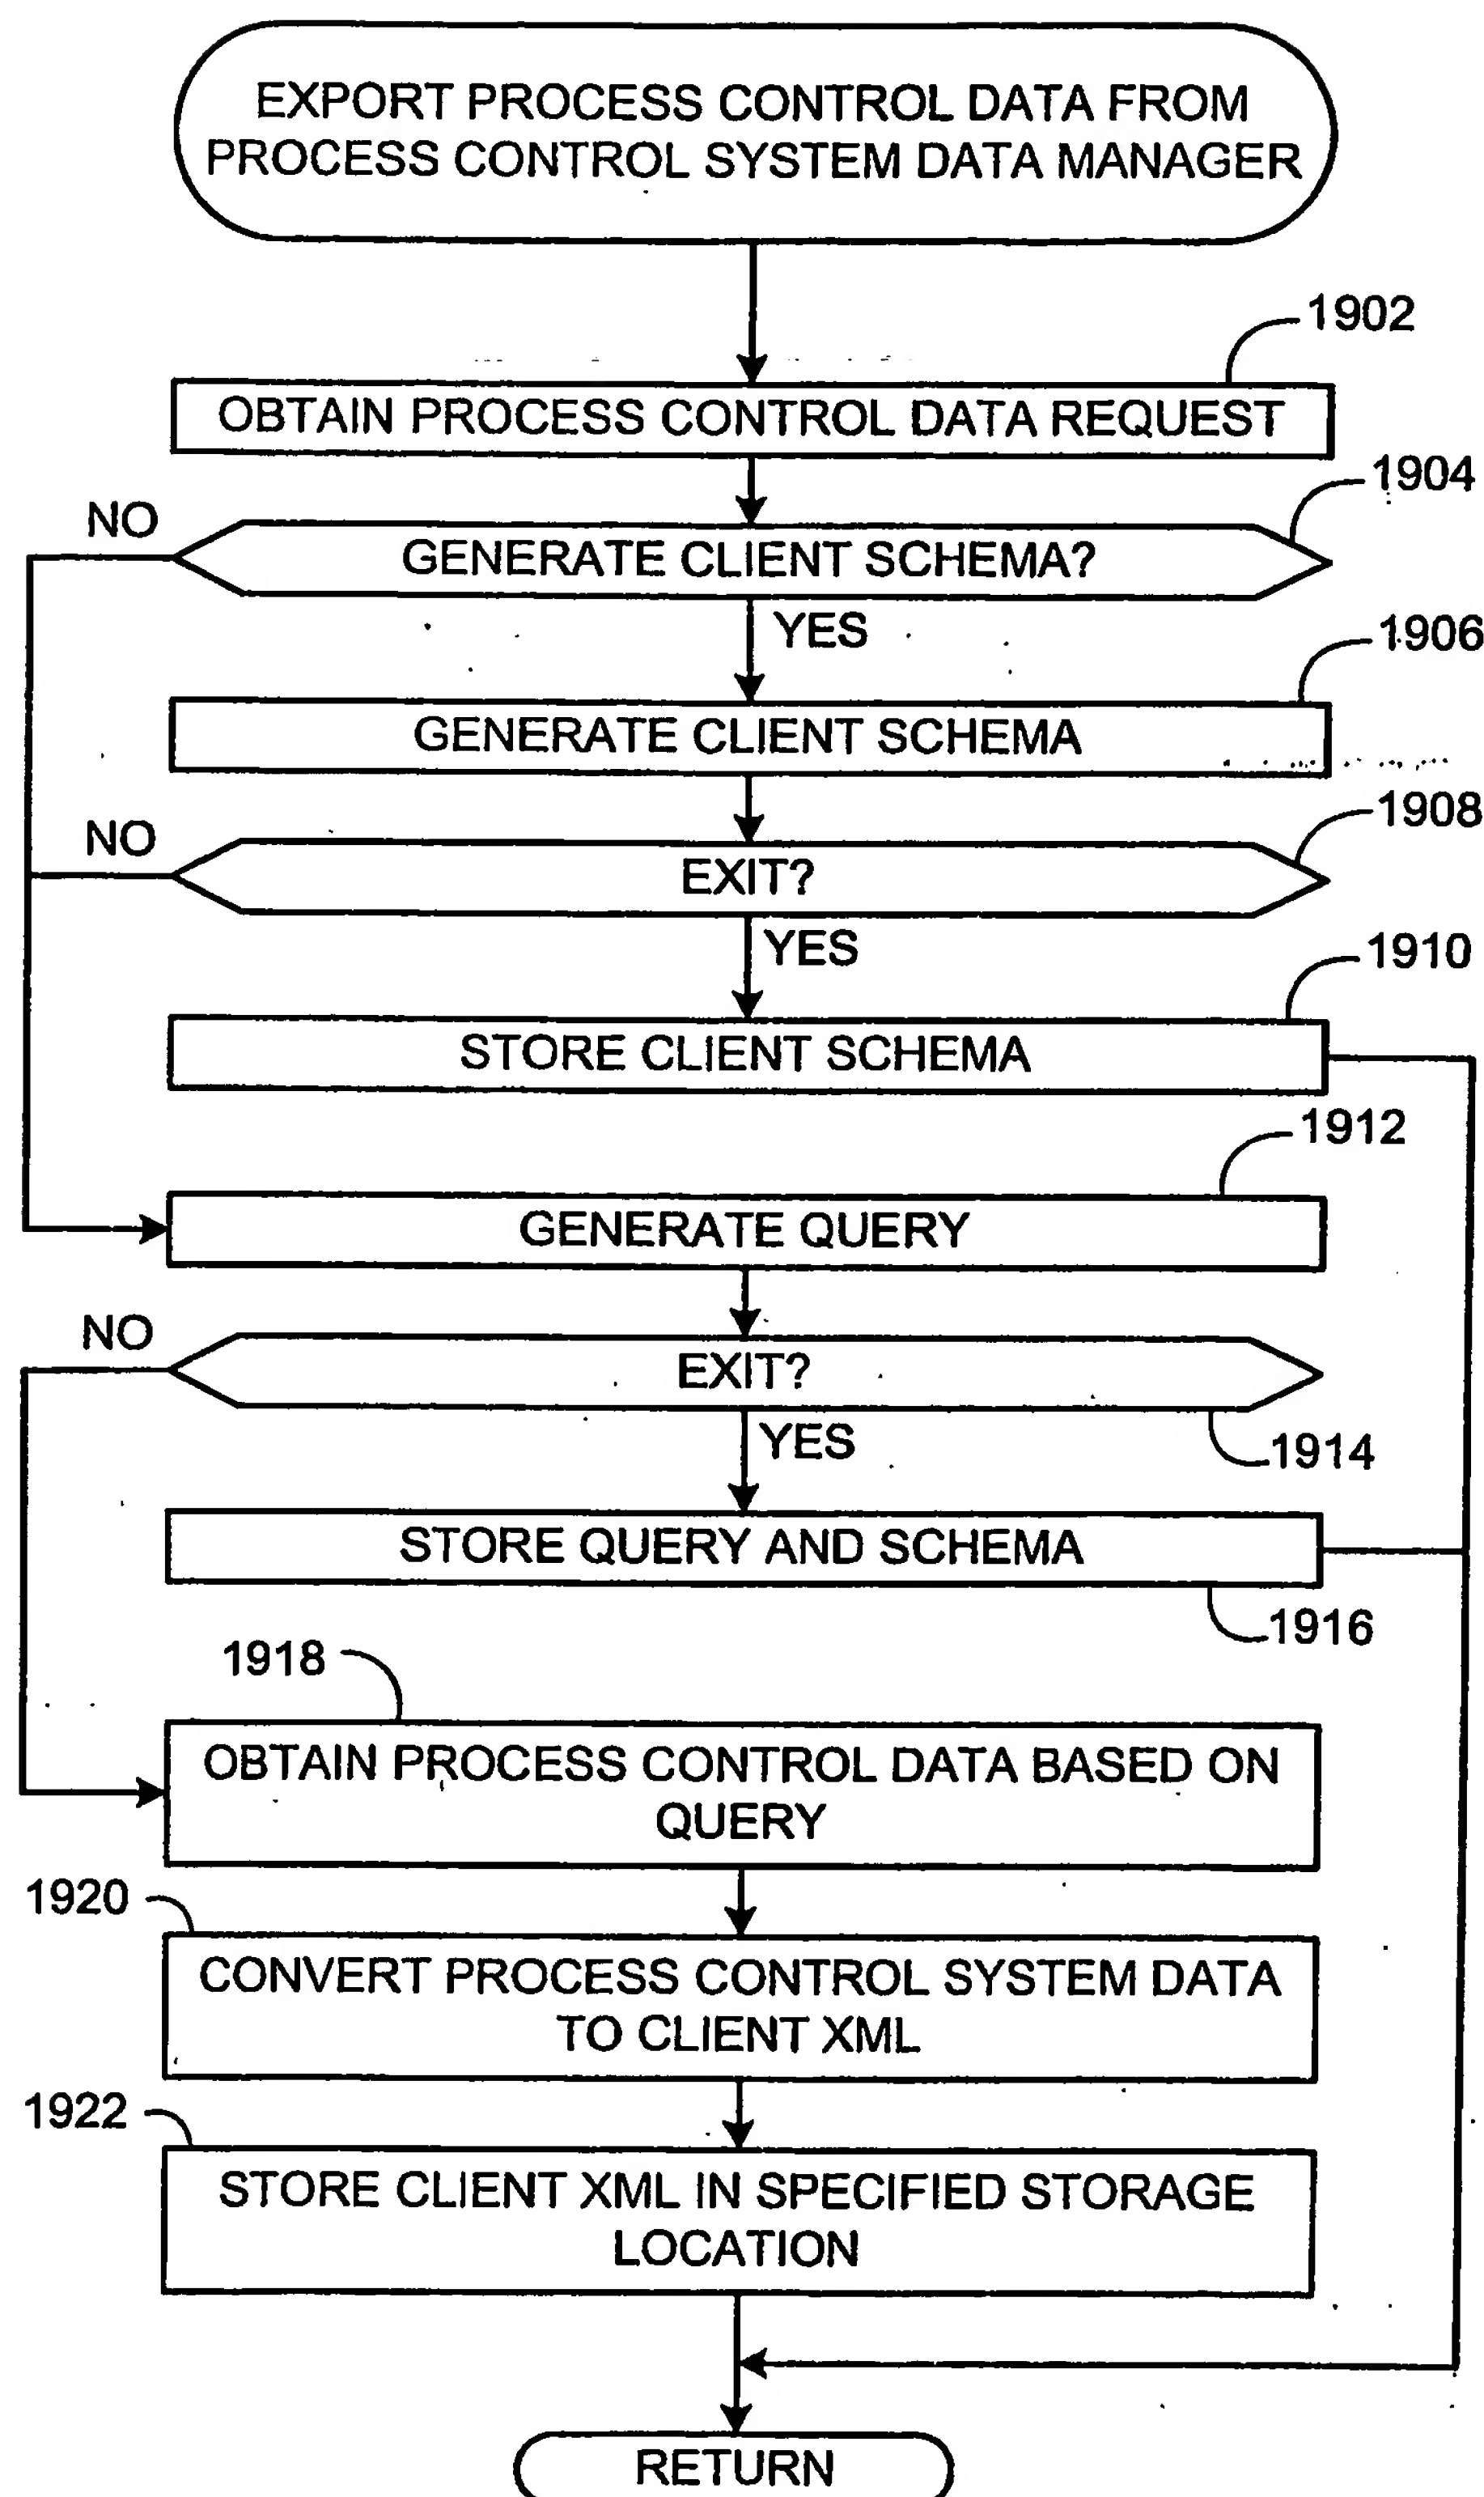 EXPORT PROCESS CONTROL DATA FROM
PROCESS CONTROL SYSTEM DATA MANAGER
1902
OBTAIN PROCESS CONTROL DATA REQUEST
1904
NO
GENERATE CLIENT SCHEMA?
YES
1906
GENERATE CLIENT SCHEMA
1908
NO
EXIT?
YES
1910
STORE CLIENT SCHEMA
1912
GENERATE QUERY
NO
EXIT?
YES
1914
STORE QUERY AND SCHEMA
1916
1918
OBTAIN PROCESS CONTROL DATA BASED ON
QUERY
1920
CONVERT PROCESS CONTROL SYSTEM DATA
TO CLIENT XML
1922
STORE CLIENT XML IN SPECIFIED STORAGE
LOCATION
RETURN